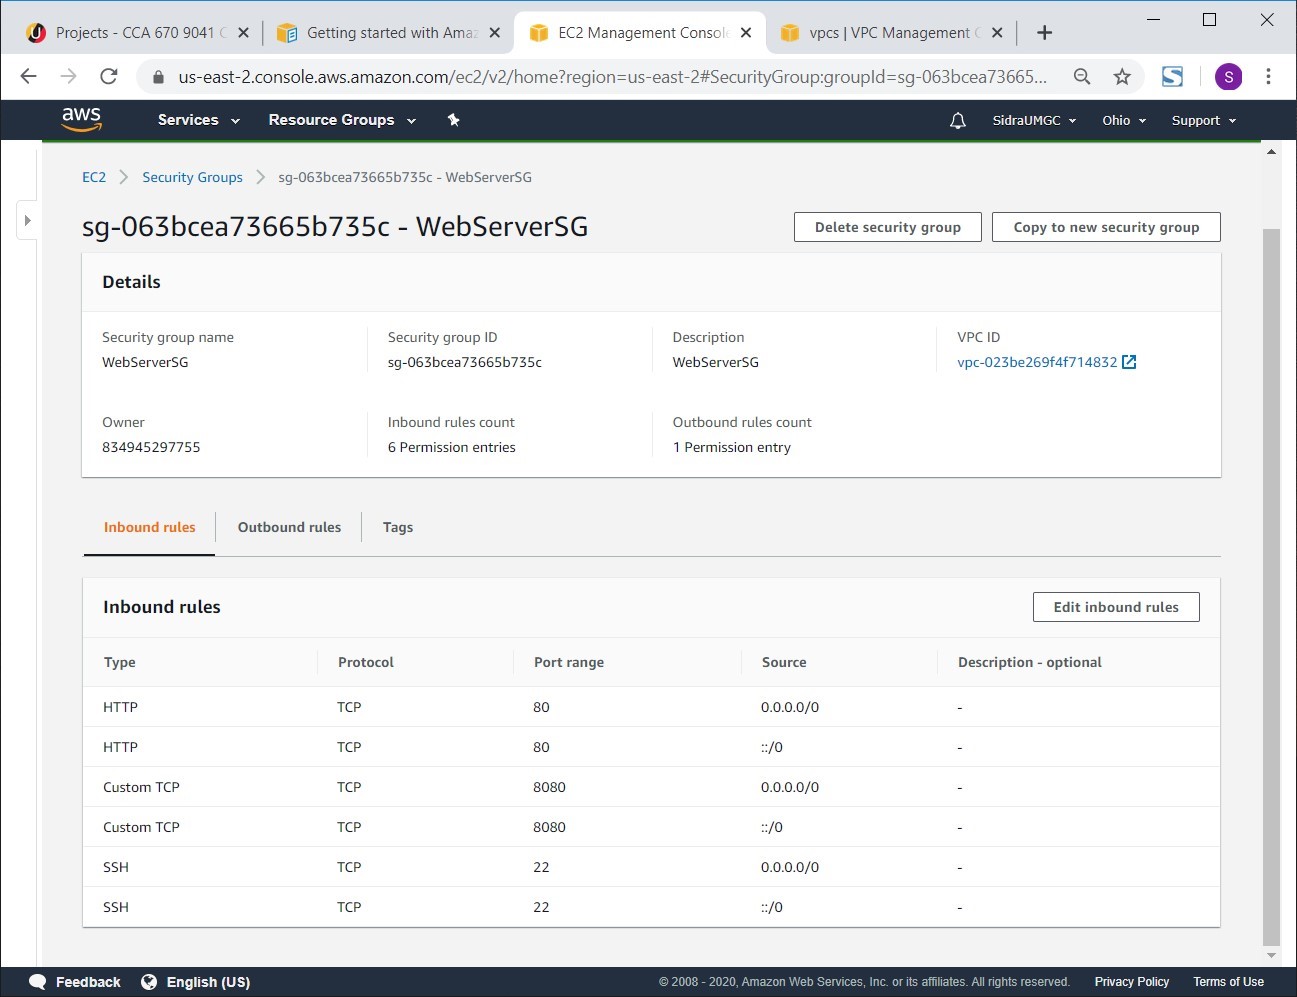 Projects - CCA 670 9041
Getting started with Amaz
EC2 Management Console
vpcs | VPC Management
us-east-2.console.aws.amazon.com/ec2/v2/home?region=us-east-2#SecurityGroup:groupId=sg-063bcea73665...
S
S
aws
Services
Resource Groups
SidraUMGC
Ohio
Support
EC2 > Security Groups > sg-063bcea73665b735c - WebServerSG
sg-063bcea73665b735c - WebServerSG
Delete security group
Copy to new security group
Details
Security group name
Security group ID
Description
VPC ID
WebServerSG
sg-063bcea73665b735c
WebServerSG
vpc-023be269f4f714832
Owner
Inbound rules count
Outbound rules count
834945297755
6 Permission entries
1 Permission entry
Inbound rules
Outbound rules
Tags
Inbound rules
Edit inbound rules
Type Protocol Port range Source Description - optional
HTTP TCP 80 0.0.0.0/0 -
HTTP TCP 80 ::/0 -
Custom TCP TCP 8080 0.0.0.0/0 -
Custom TCP TCP 8080 ::/0 -
SSH TCP 22 0.0.0.0/0 -
SSH TCP 22 ::/0 -
Feedback
English (US)
© 2008 - 2020, Amazon Web Services, Inc. or its affiliates. All rights reserved.
Privacy Policy
Terms of Use